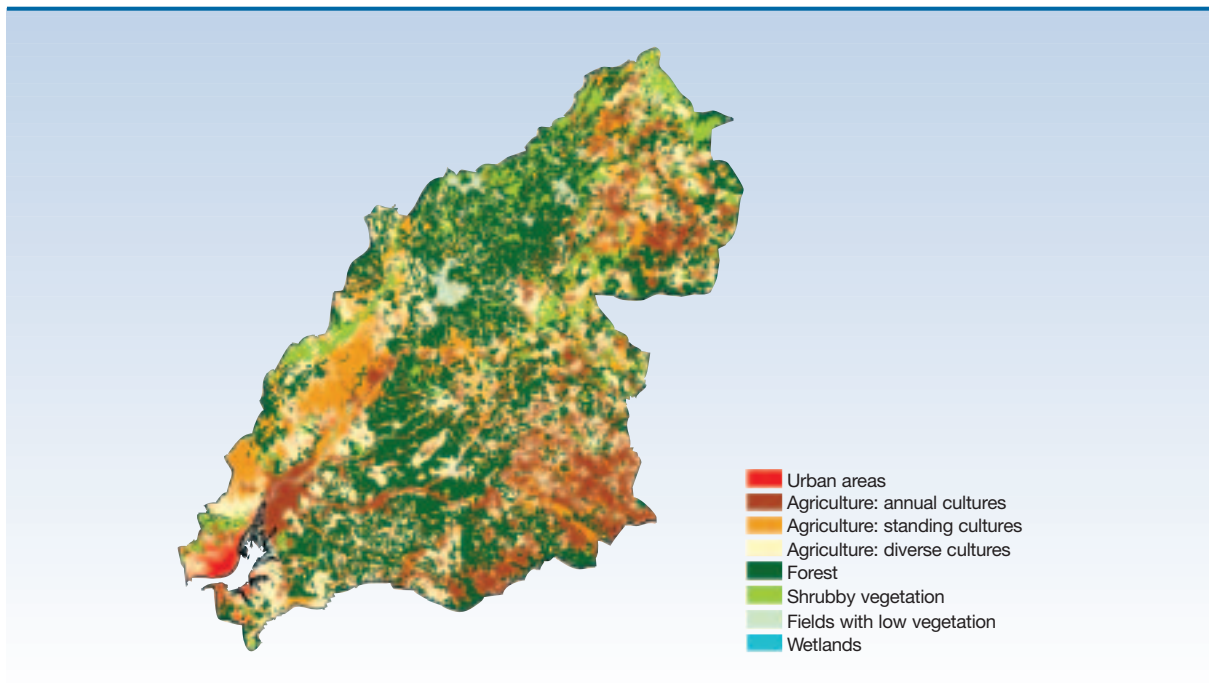 Urban areas
Agriculture: annual cultures
Agriculture: standing cultures
Agriculture: diverse cultures
Forest
Shrubby vegetation
Fields with low vegetation
Wetlands